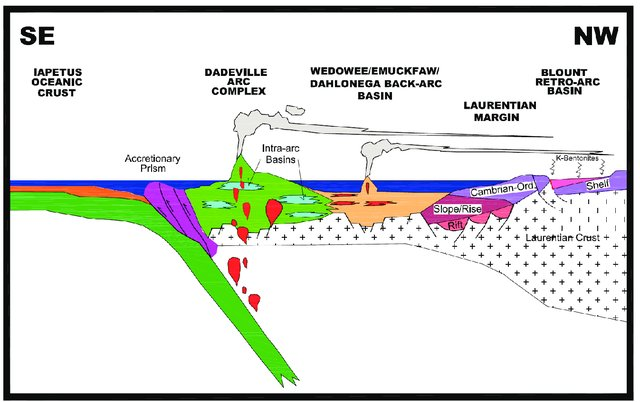 SE
NW
IAPETUS
OCEANIC
CRUST
DADEVILLE
ARC
COMPLEX
WEDOWEE/EMUCKFAW/
DAHLONEGA BACK-ARC
BASIN
LAURENTIAN
MARGIN
BLOUNT
RETRO-ARC
BASIN
Accretionary
Prism
Intra-arc
Basins
K-Bentonites
Cambrian-Ord.
Shelf
Slope/Rise
Rift
Laurentian Crust